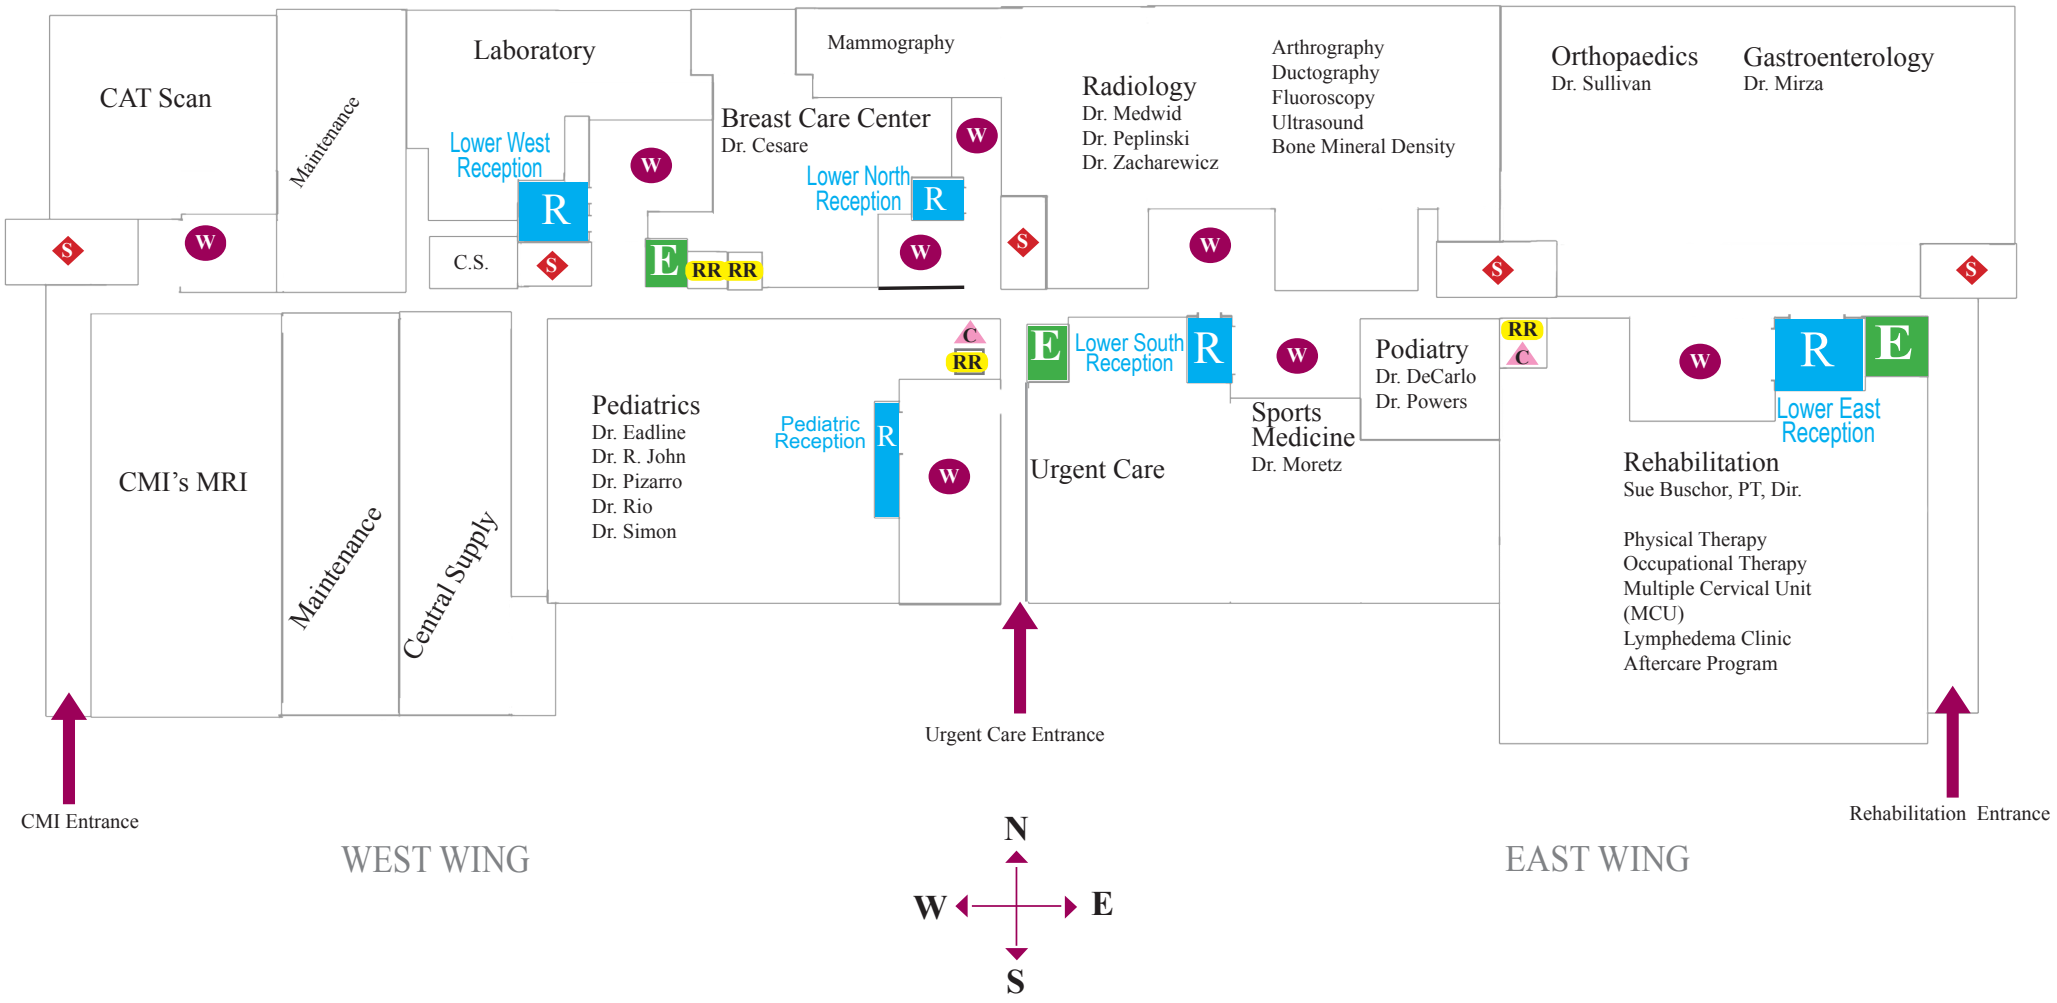 CAT Scan
Maintenance
Laboratory
Lower West
Reception
R
W
S
W
C.S.
S
E
RR
RR
Mammography
Breast Care Center
Dr. Cesare
Lower North
Reception
R
W
W
S
Radiology
Dr. Medwid
Dr. Peplinski
Dr. Zacharewicz
Arthrography
Ductography
Fluoroscopy
Ultrasound
Bone Mineral Density
W
Orthopaedics
Dr. Sullivan
Gastroenterology
Dr. Mirza
S
S
CMI's MRI
Maintenance
Central Supply
Pediatrics
Dr. Eadline
Dr. R. John
Dr. Pizarro
Dr. Rio
Dr. Simon
C
RR
Pediatric
Reception
R
W
E
Lower South
Reception
R
W
Urgent Care
Sports
Medicine
Dr. Moretz
Podiatry
Dr. DeCarlo
Dr. Powers
RR
C
W
R
E
Lower East
Reception
Rehabilitation
Sue Buschor, PT, Dir.
Physical Therapy
Occupational Therapy
Multiple Cervical Unit
(MCU)
Lymphedema Clinic
Aftercare Program
CMI Entrance
Urgent Care Entrance
Rehabilitation Entrance
WEST WING
EAST WING
N
W
E
S